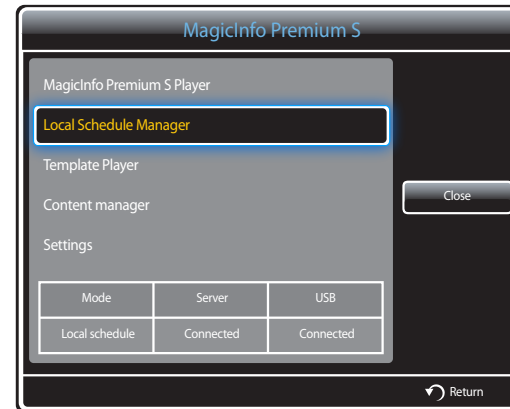 MagicInfo Premium S
MagicInfo Premium S Player
Local Schedule Manager
Template Player
Content manager
Settings
Close
Mode Server USB
Local schedule Connected Connected
Return